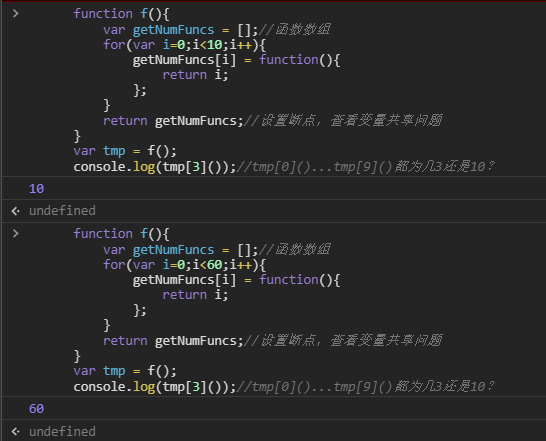 > function f(){
var getNumFuncs = [];//函数数组
for(var i=0;i<10;i++){
getNumFuncs[i] = function(){
return i;
};
}
return getNumFuncs;//设置断点，查看变量共享问题
}
var tmp = f();
console.log(tmp[3]());//tmp[0]()...tmp[9]()都为几3还是10？
10
undefined
> function f(){
var getNumFuncs = [];//函数数组
for(var i=0;i<60;i++){
getNumFuncs[i] = function(){
return i;
};
}
return getNumFuncs;//设置断点，查看变量共享问题
}
var tmp = f();
console.log(tmp[3]());//tmp[0]()...tmp[9]()都为几3还是10？
60
undefined